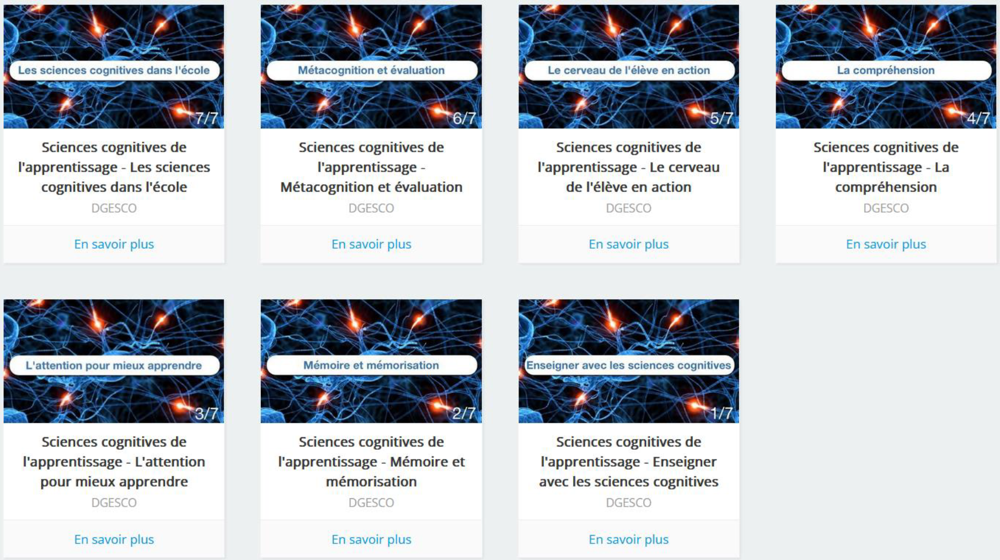 Les sciences cognitives dans l'école
7/7
Sciences cognitives de
l'apprentissage - Les sciences
cognitives dans l'école
DGESCO
En savoir plus
Métacognition et évaluation
6/7
Sciences cognitives de
l'apprentissage -
Métacognition et évaluation
DGESCO
En savoir plus
Le cerveau de l'élève en action
5/7
Sciences cognitives de
l'apprentissage - Le cerveau
de l'élève en action
DGESCO
En savoir plus
La compréhension
4/7
Sciences cognitives de
l'apprentissage - La
compréhension
DGESCO
En savoir plus
L'attention pour mieux apprendre
3/7
Sciences cognitives de
l'apprentissage - L'attention
pour mieux apprendre
DGESCO
En savoir plus
Mémoire et mémorisation
2/7
Sciences cognitives de
l'apprentissage - Mémoire et
mémorisation
DGESCO
En savoir plus
Enseigner avec les sciences cognitives
1/7
Sciences cognitives de
l'apprentissage - Enseigner
avec les sciences cognitives
DGESCO
En savoir plus